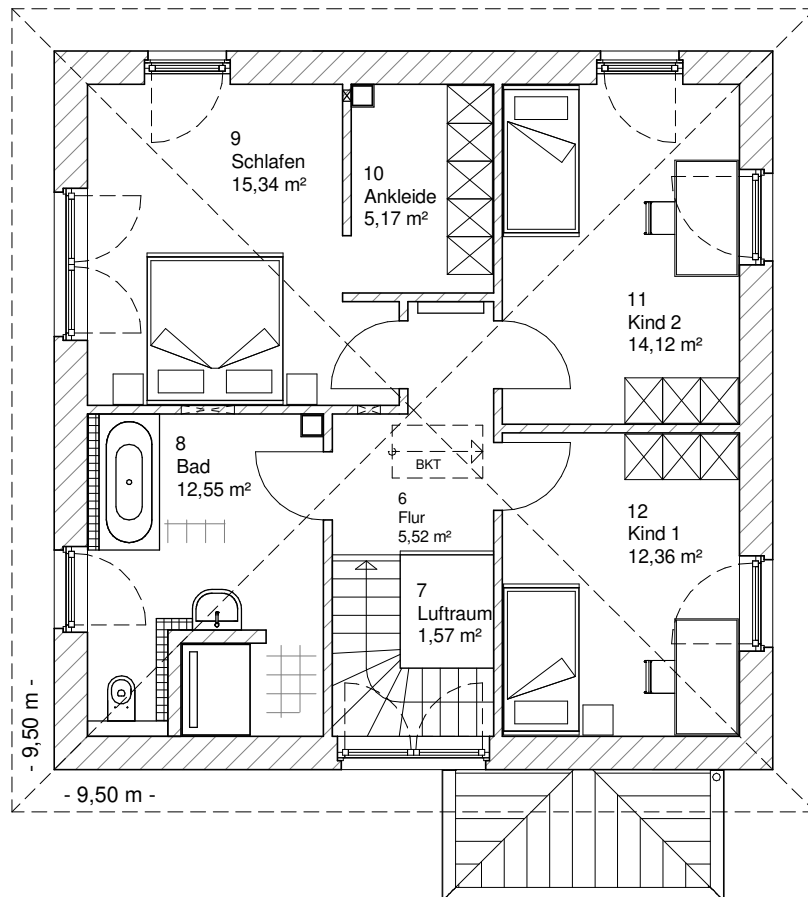 9
Schlafen
15,34 m²
10
Ankleide
5,17 m²
11
Kind 2
14,12 m²
8
Bad
12,55 m²
BKT
6
Flur
5,52 m²
12
Kind 1
12,36 m²
7
Luftraum
1,57 m²
- 9,50 m -
- 9,50 m -